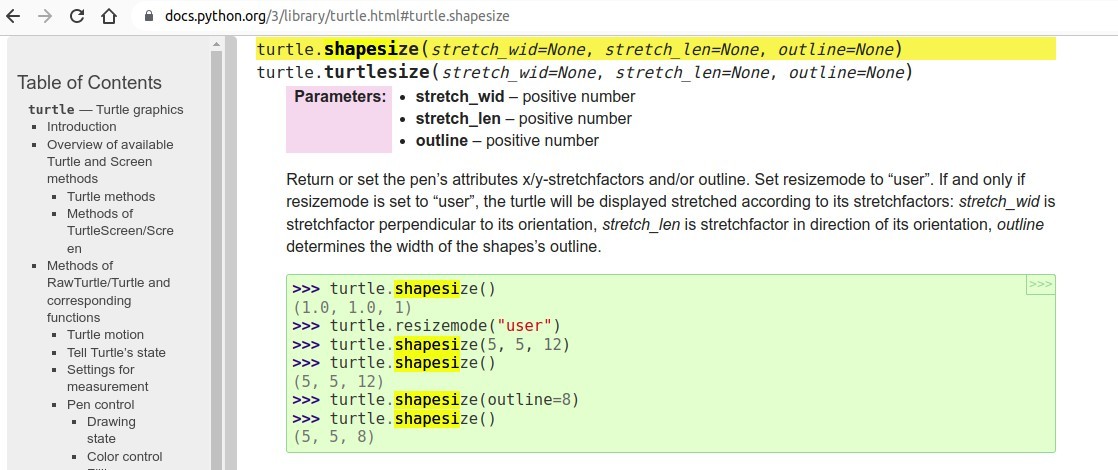 docs.python.org/3/library/turtle.html#turtle.shapesize
Table of Contents
turtle — Turtle graphics
Introduction
Overview of available
Turtle and Screen
methods
Turtle methods
Methods of
TurtleScreen/Scre
en
Methods of
RawTurtle/Turtle and
corresponding
functions
Turtle motion
Tell Turtle's state
Settings for
measurement
Pen control
Drawing
state
Color control
turtle.shapesize(stretch_wid=None, stretch_len=None, outline=None)
turtle.turtlesize(stretch_wid=None, stretch_len=None, outline=None)
Parameters:
• stretch_wid – positive number
• stretch_len – positive number
• outline – positive number
Return or set the pen's attributes x/y-stretchfactors and/or outline. Set resizemode to “user”. If and only if
resizemode is set to “user”, the turtle will be displayed stretched according to its stretchfactors: stretch_wid is
stretchfactor perpendicular to its orientation, stretch_len is stretchfactor in direction of its orientation, outline
determines the width of the shapes's outline.
>>>
>>> turtle.shapesize()
(1.0, 1.0, 1)
>>> turtle.resizemode("user")
>>> turtle.shapesize(5, 5, 12)
>>> turtle.shapesize()
(5, 5, 12)
>>> turtle.shapesize(outline=8)
>>> turtle.shapesize()
(5, 5, 8)